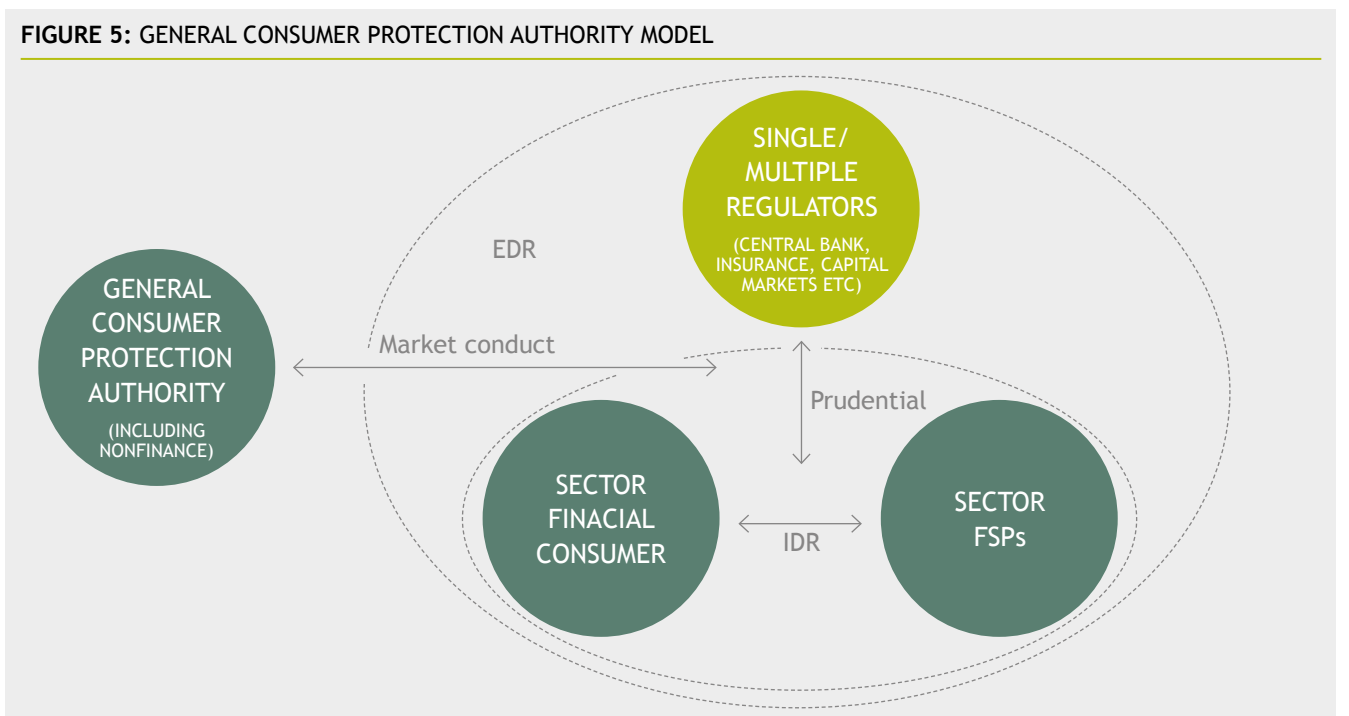 FIGURE 5: GENERAL CONSUMER PROTECTION AUTHORITY MODEL
SINGLE/
MULTIPLE
REGULATORS
(CENTRAL BANK,
INSURANCE, CAPITAL
MARKETS ETC)
EDR
GENERAL
CONSUMER
PROTECTION
AUTHORITY
(INCLUDING
NONFINANCE)
Market conduct
Prudential
SECTOR
FINACIAL
CONSUMER
IDR
SECTOR
FSPs